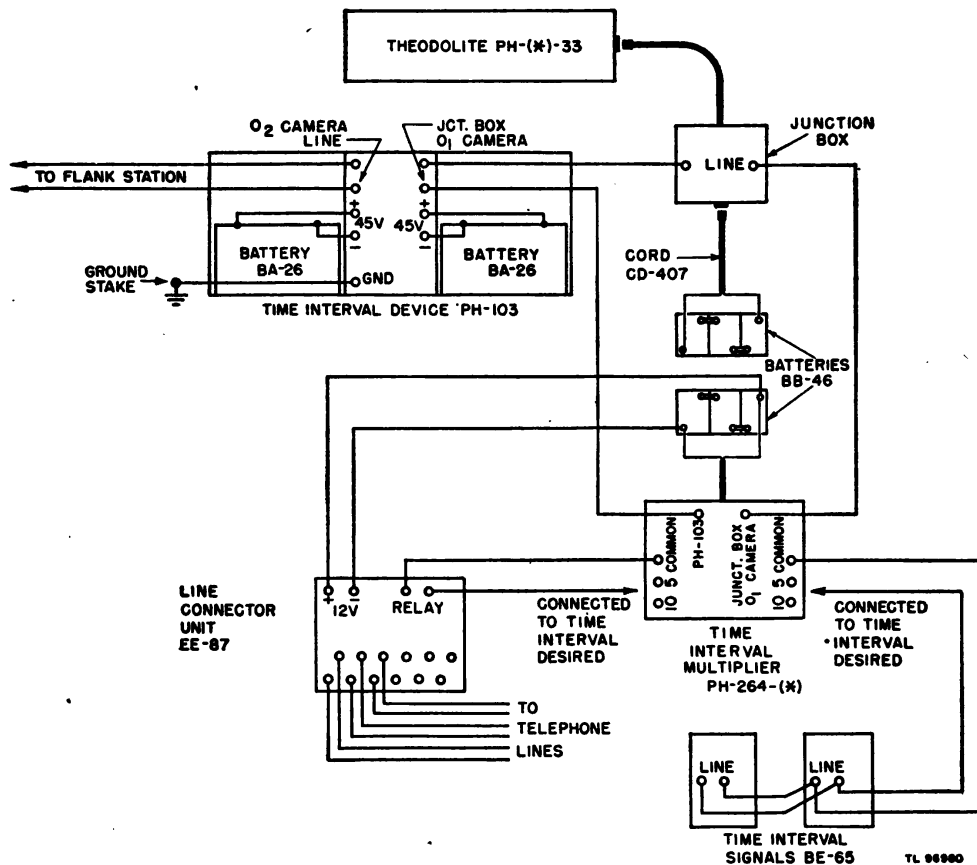 THEODOLITE PH-(*)-33
O2 CAMERA
LINE
JCT. BOX
O1 CAMERA
JUNCTION
BOX
LINE
TO FLANK STATION
+
45V
−
+
45V
−
BATTERY
BA-26
BATTERY
BA-26
GROUND
STAKE
GND
TIME INTERVAL DEVICE PH-103
CORD
CD-407
BATTERIES
BB-46
PH-103
JUNCT. BOX
O1 CAMERA
COMMON
5
10
COMMON
5
10
LINE
CONNECTOR
UNIT
EE-87
+
12V
−
RELAY
CONNECTED
TO TIME
INTERVAL
DESIRED
TIME
INTERVAL
MULTIPLIER
PH-264-(*)
CONNECTED
TO TIME
INTERVAL
DESIRED
TO
TELEPHONE
LINES
LINE
LINE
TIME INTERVAL
SIGNALS BE-65